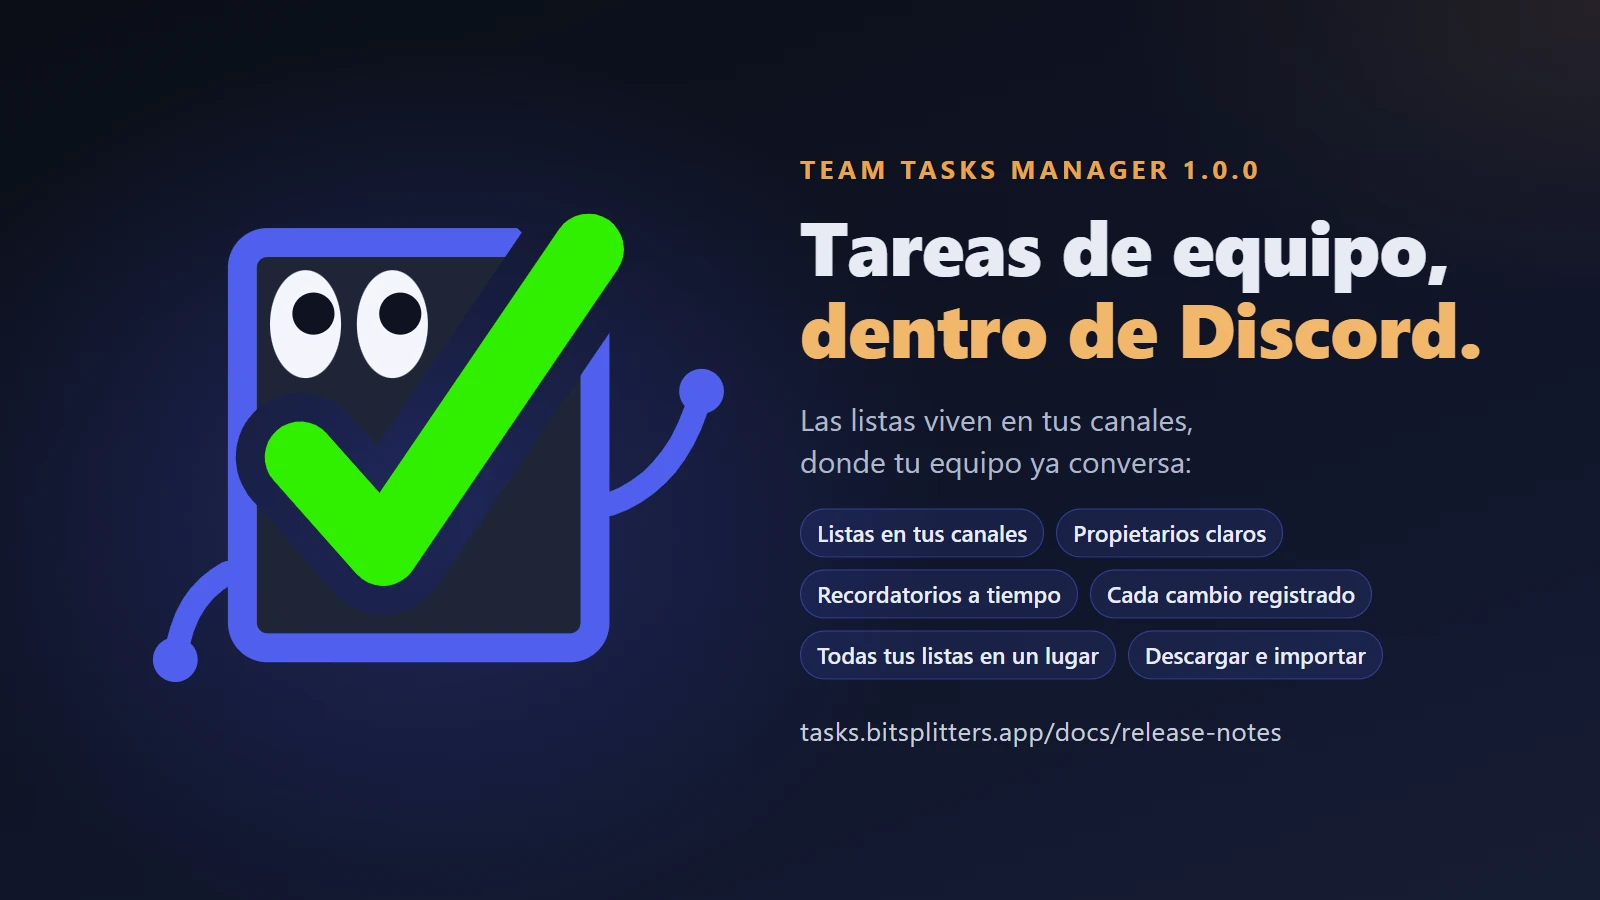 TEAM TASKS MANAGER 1.0.0
Tareas de equipo,
dentro de Discord.
Las listas viven en tus canales,
donde tu equipo ya conversa:
Listas en tus canales
Propietarios claros
Recordatorios a tiempo
Cada cambio registrado
Todas tus listas en un lugar
Descargar e importar
tasks.bitsplitters.app/docs/release-notes